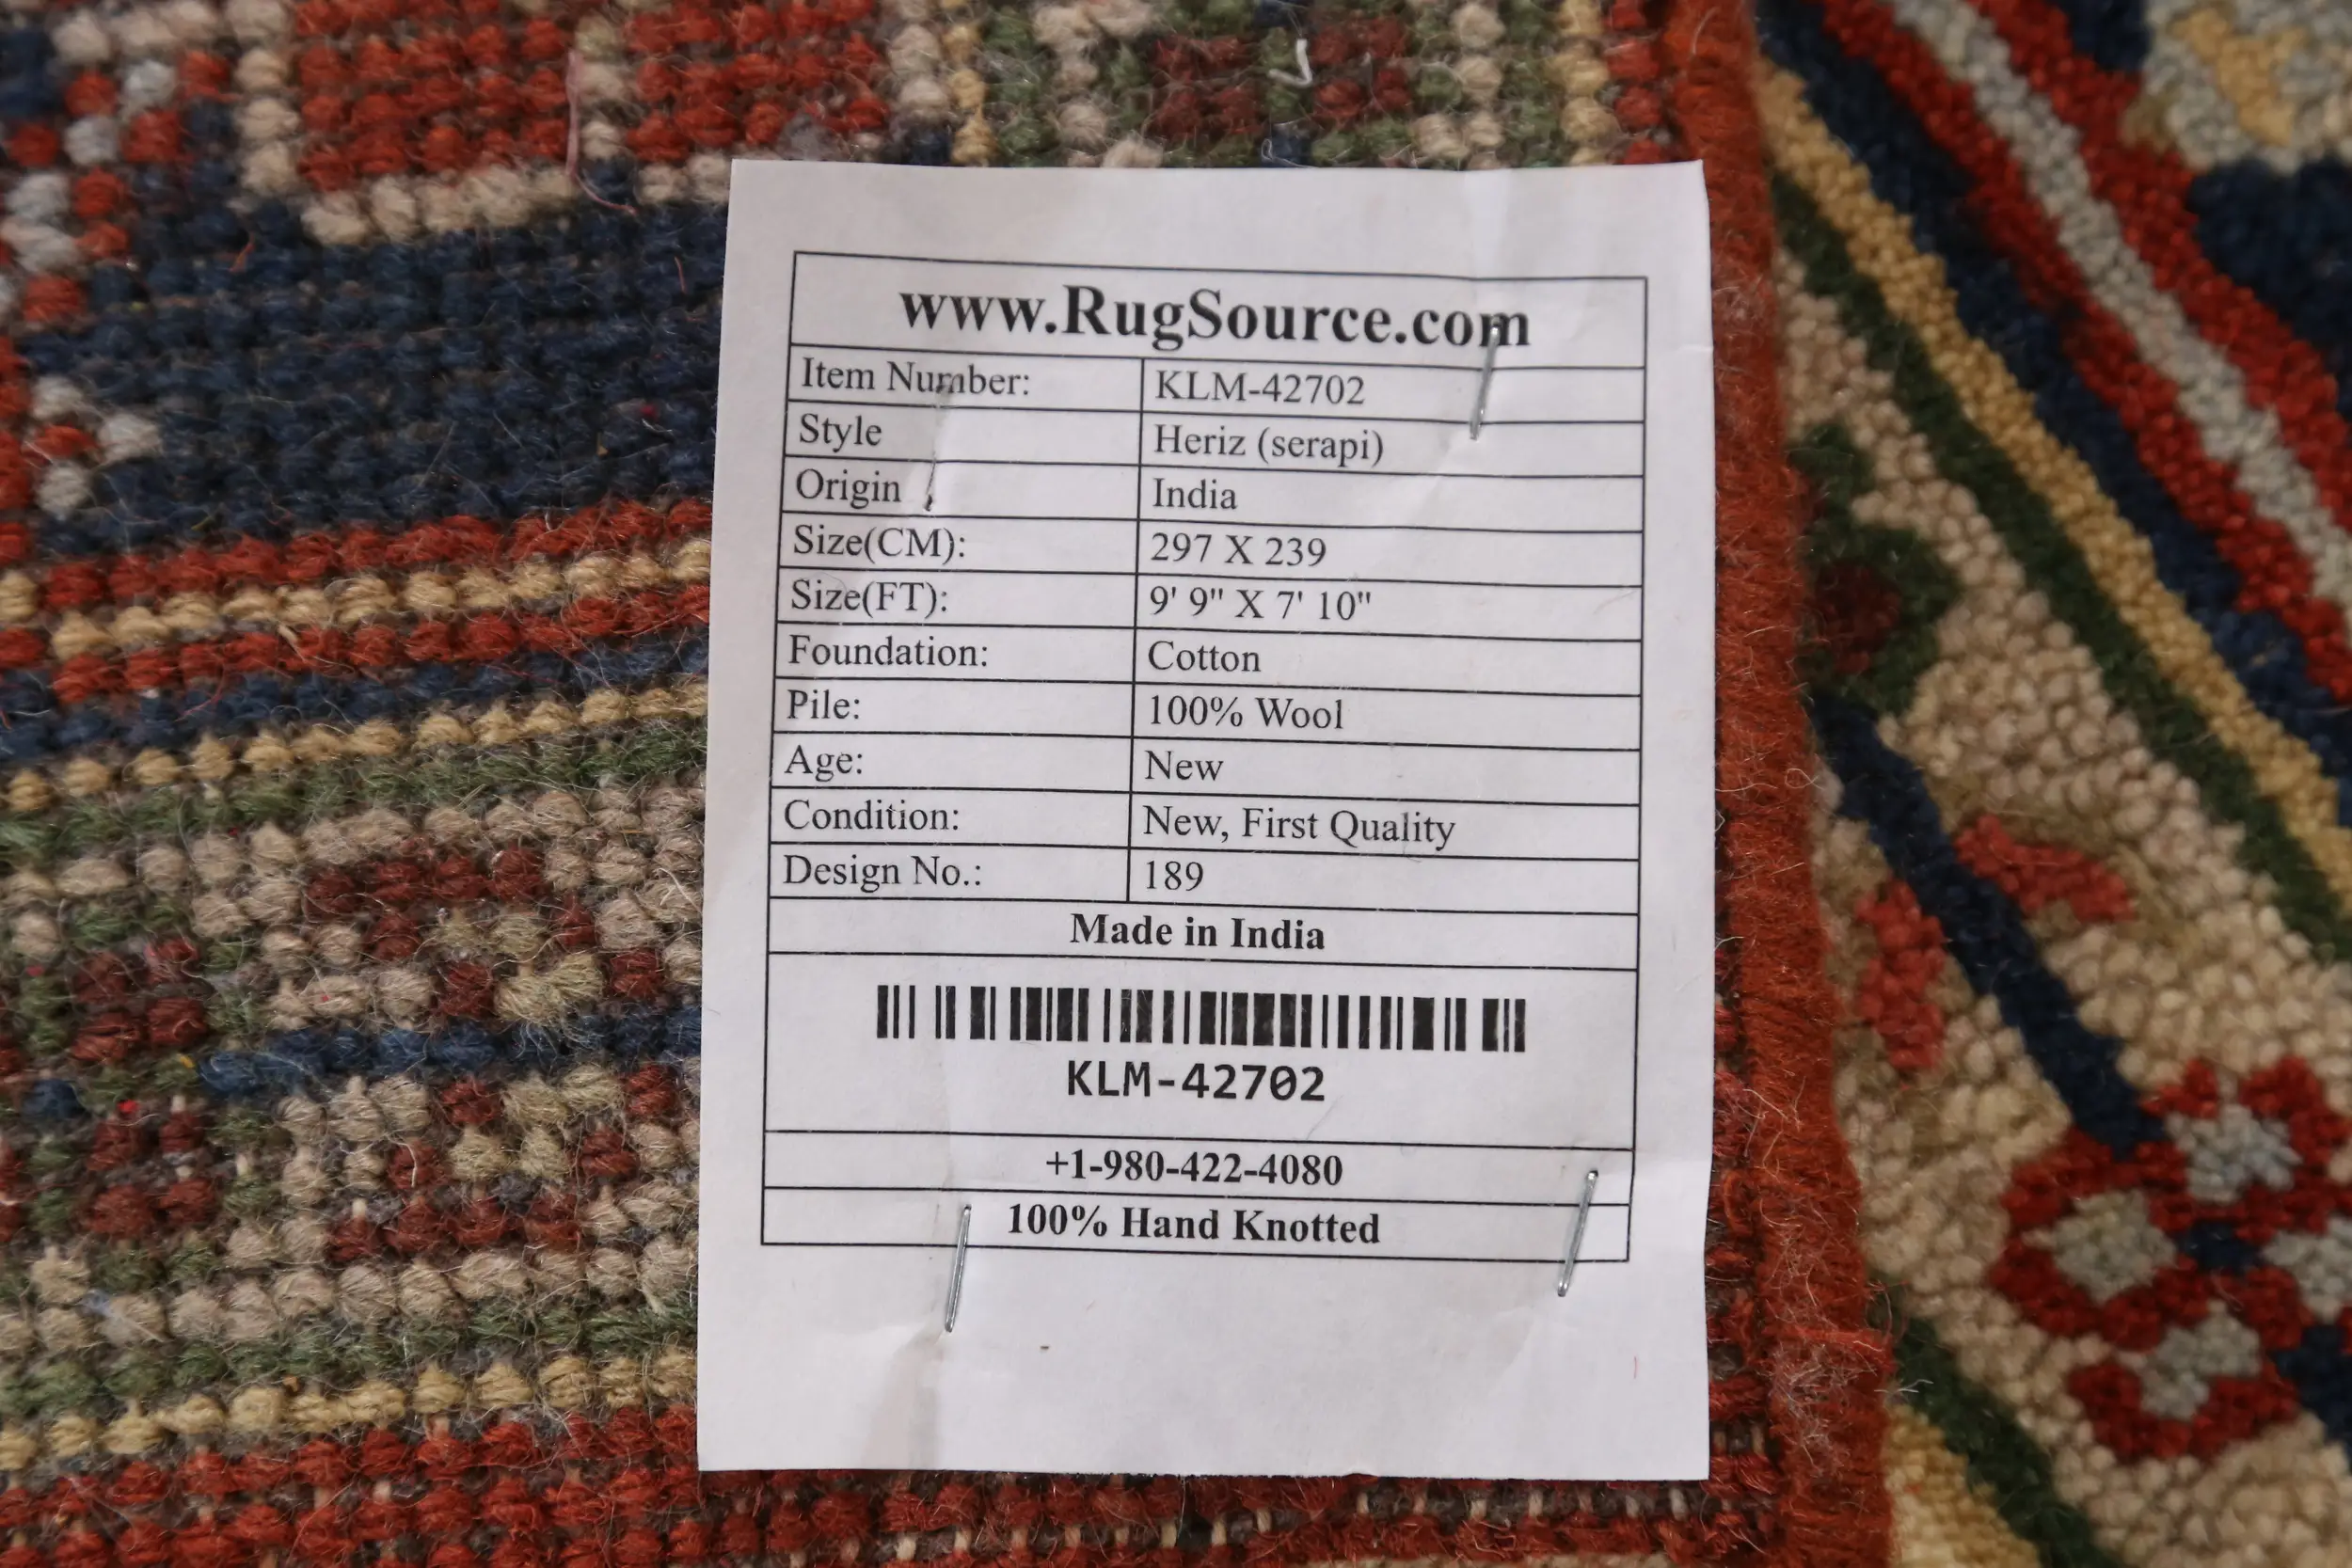 www.RugSource.com
Item Number: KLM-42702
Style Heriz (serapi)
Origin India
Size(CM): 297 X 239
Size(FT): 9' 9" X 7' 10"
Foundation: Cotton
Pile: 100% Wool
Age: New
Condition: New, First Quality
Design No.: 189
Made in India
KLM-42702
+1-980-422-4080
100% Hand Knotted